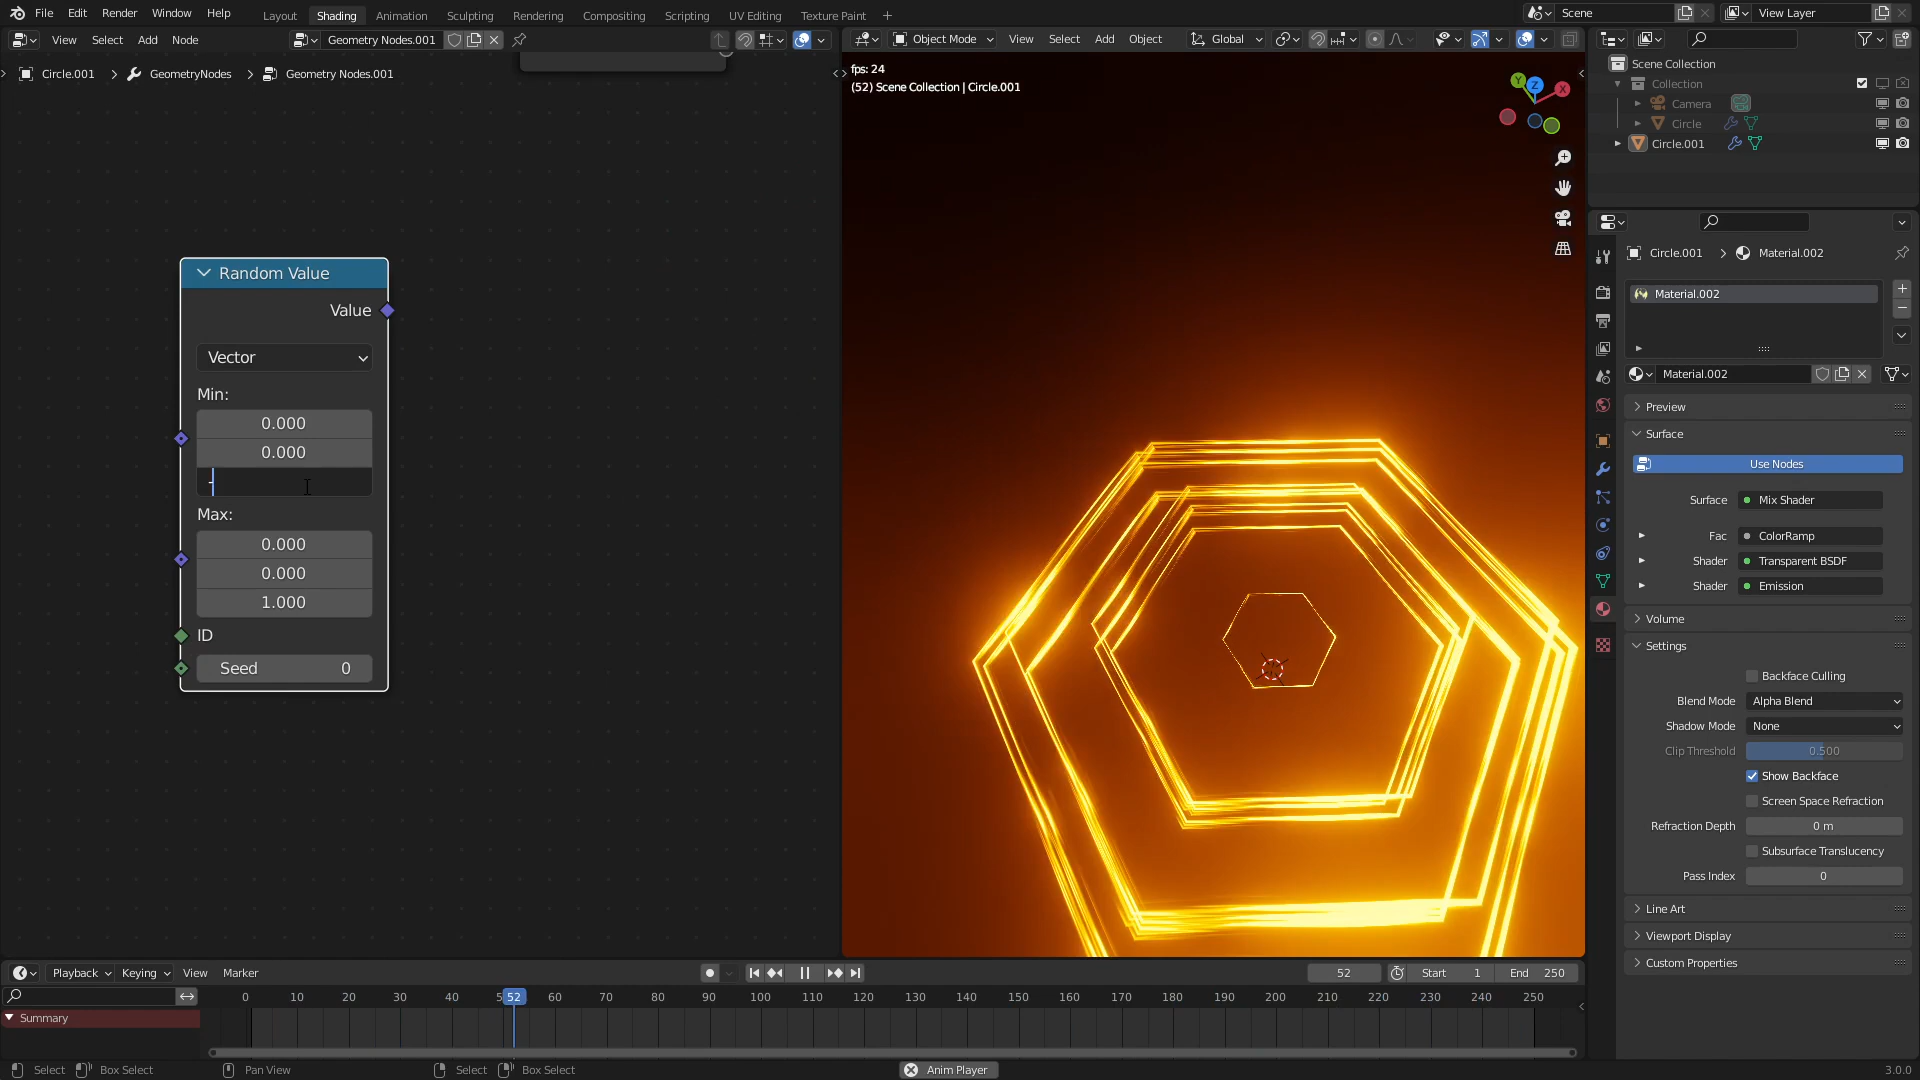 File Edit Render Window Help
Layout Shading Animation Sculpting Rendering Compositing Scripting UV Editing Texture Paint +
Scene
View Layer
View Select Add Node
Geometry Nodes.001
Object Mode View Select Add Object
Global
Circle.001 > GeometryNodes > Geometry Nodes.001
fps: 24
(52) Scene Collection | Circle.001
Y Z X
Random Value
Value
Vector
Min:
0.000
0.000
-
Max:
0.000
0.000
1.000
ID
Seed 0
Scene Collection
Collection
Camera
Circle
Circle.001
Circle.001 > Material.002
Material.002
Material.002
Preview
Surface
Use Nodes
Surface Mix Shader
Fac ColorRamp
Shader Transparent BSDF
Shader Emission
Volume
Settings
Backface Culling
Blend Mode Alpha Blend
Shadow Mode None
Clip Threshold 0.500
Show Backface
Screen Space Refraction
Refraction Depth 0 m
Subsurface Translucency
Pass Index 0
Line Art
Viewport Display
Custom Properties
Playback Keying View Marker
52 Start 1 End 250
0 10 20 30 40 5 52 60 70 80 90 100 110 120 130 140 150 160 170 180 190 200 210 220 230 240 250
Summary
Select Box Select Pan View Select Box Select Anim Player 3.0.0